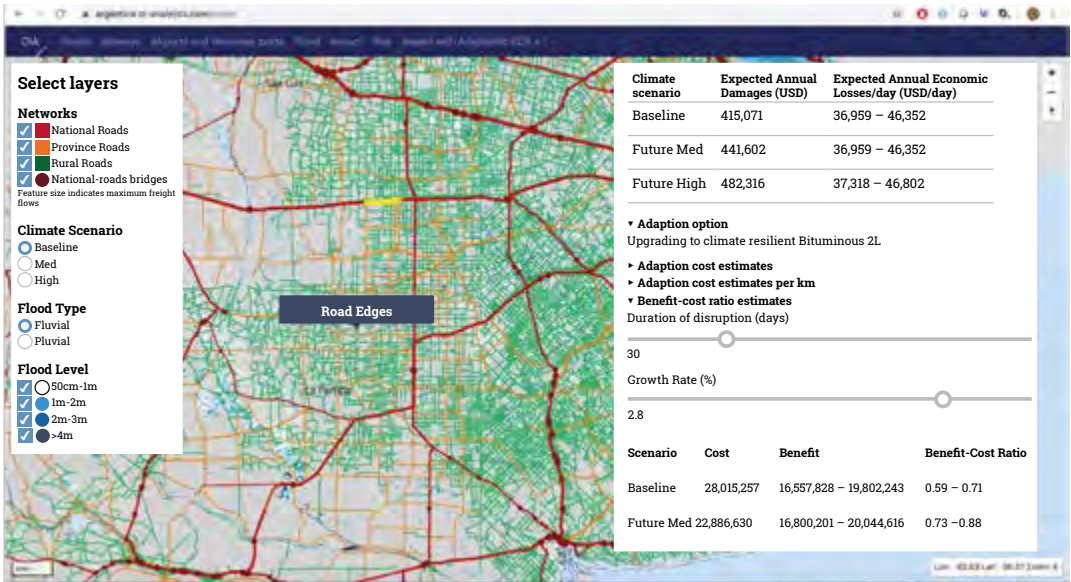 Select layers
Networks
National Roads
Province Roads
Rural Roads
National-roads bridges
Feature size indicates maximum freight
flows
Climate Scenario
Baseline
Med
High
Flood Type
Fluvial
Pluvial
Flood Level
50cm-1m
1m-2m
2m-3m
>4m
Road Edges
La Pampa
Climate scenario Expected Annual Damages (USD) Expected Annual Economic Losses/day (USD/day)
Baseline 415,071 36,959 – 46,352
Future Med 441,602 36,959 – 46,352
Future High 482,316 37,318 – 46,802
▾ Adaption option
Upgrading to climate resilient Bituminous 2L
▸ Adaption cost estimates
▸ Adaption cost estimates per km
▾ Benefit-cost ratio estimates
Duration of disruption (days)
30
Growth Rate (%)
2.8
Scenario Cost Benefit Benefit-Cost Ratio
Baseline 28,015,257 16,557,828 – 19,802,243 0.59 – 0.71
Future Med 22,886,630 16,800,201 – 20,044,616 0.73 –0.88